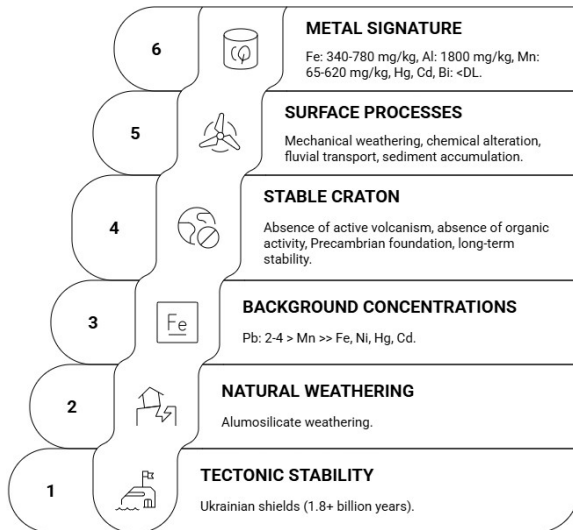 6
METAL SIGNATURE
Fe: 340-780 mg/kg, Al: 1800 mg/kg, Mn:
65-620 mg/kg, Hg, Cd, Bi: <DL.
5
SURFACE PROCESSES
Mechanical weathering, chemical alteration,
fluvial transport, sediment accumulation.
4
STABLE CRATON
Absence of active volcanism, absence of organic
activity, Precambrian foundation, long-term
stability.
3
Fe
BACKGROUND CONCENTRATIONS
Pb: 2-4 > Mn >> Fe, Ni, Hg, Cd.
2
NATURAL WEATHERING
Alumosilicate weathering.
1
TECTONIC STABILITY
Ukrainian shields (1.8+ billion years).